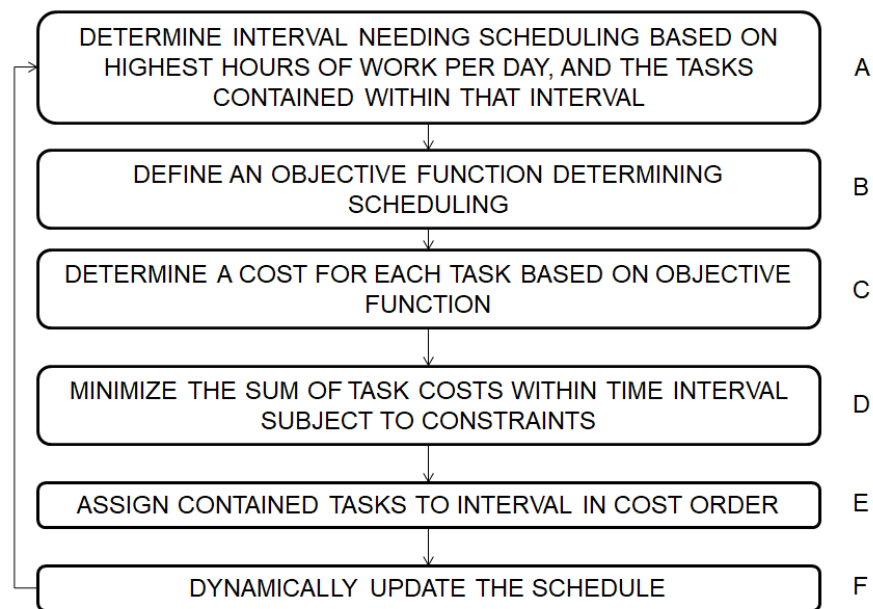 DETERMINE INTERVAL NEEDING SCHEDULING BASED ON
HIGHEST HOURS OF WORK PER DAY, AND THE TASKS
CONTAINED WITHIN THAT INTERVAL
A
DEFINE AN OBJECTIVE FUNCTION DETERMINING
SCHEDULING
B
DETERMINE A COST FOR EACH TASK BASED ON OBJECTIVE
FUNCTION
C
MINIMIZE THE SUM OF TASK COSTS WITHIN TIME INTERVAL
SUBJECT TO CONSTRAINTS
D
ASSIGN CONTAINED TASKS TO INTERVAL IN COST ORDER
E
DYNAMICALLY UPDATE THE SCHEDULE
F